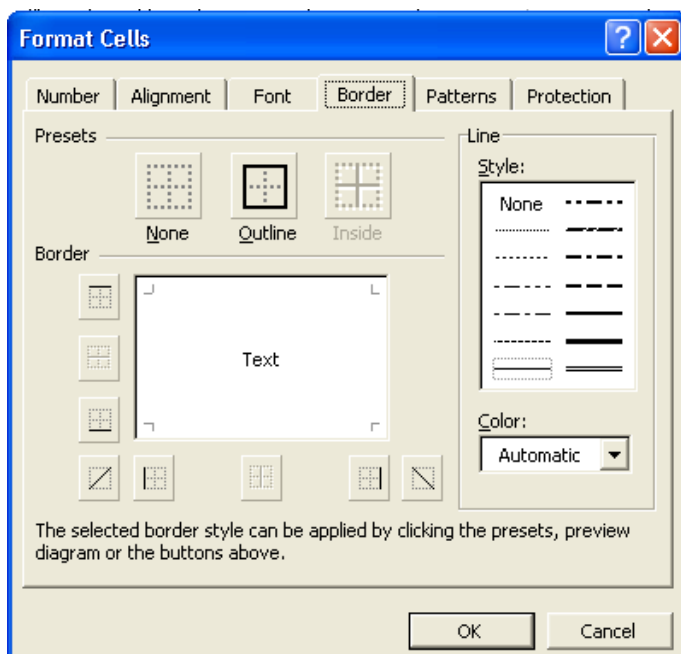 Format Cells
Number Alignment Font Border Patterns Protection
Presets
Line
Style:
None
None Outline Inside
Border
Text
Color:
Automatic
The selected border style can be applied by clicking the presets, preview
diagram or the buttons above.
OK Cancel